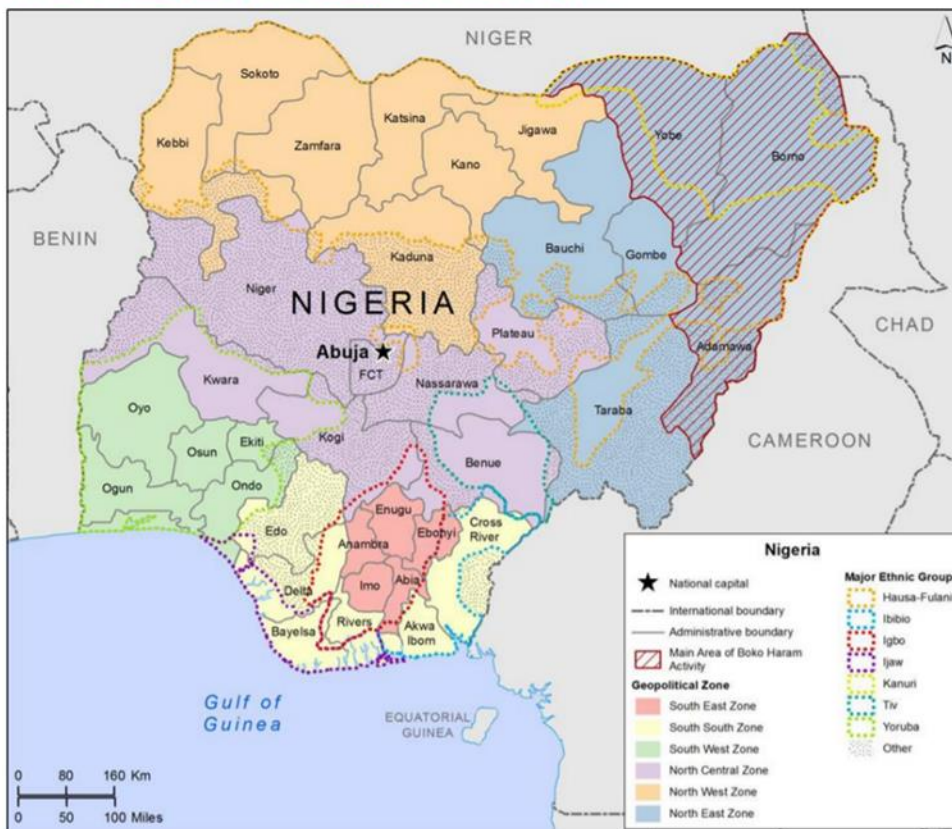 NIGER
N
Sokoto
Katsina
Kebbi
Zamfara
Jigawa
Yobe
Borno
Kano
BENIN
Bauchi
Gombe
Kaduna
Niger
NIGERIA
CHAD
Plateau
Abuja
Adamawa
FCT
Kwara
Nassarawa
Taraba
Oyo
Kogi
CAMEROON
Ekiti
Osun
Benue
Ogun
Ondo
Enugu
Cross
River
Edo
Anambra
Ebonyi
Imo
Abia
Delta
Rivers
Akwa
Ibom
Bayelsa
Gulf of
Guinea
EQUATORIAL
GUINEA
0 80 160 Km
0 50 100 Miles
Nigeria
National capital
International boundary
Administrative boundary
Main Area of Boko Haram
Activity
Geopolitical Zone
South East Zone
South South Zone
South West Zone
North Central Zone
North West Zone
North East Zone
Major Ethnic Group
Hausa-Fulani
Ibibio
Igbo
Ijaw
Kanuri
Tiv
Yoruba
Other